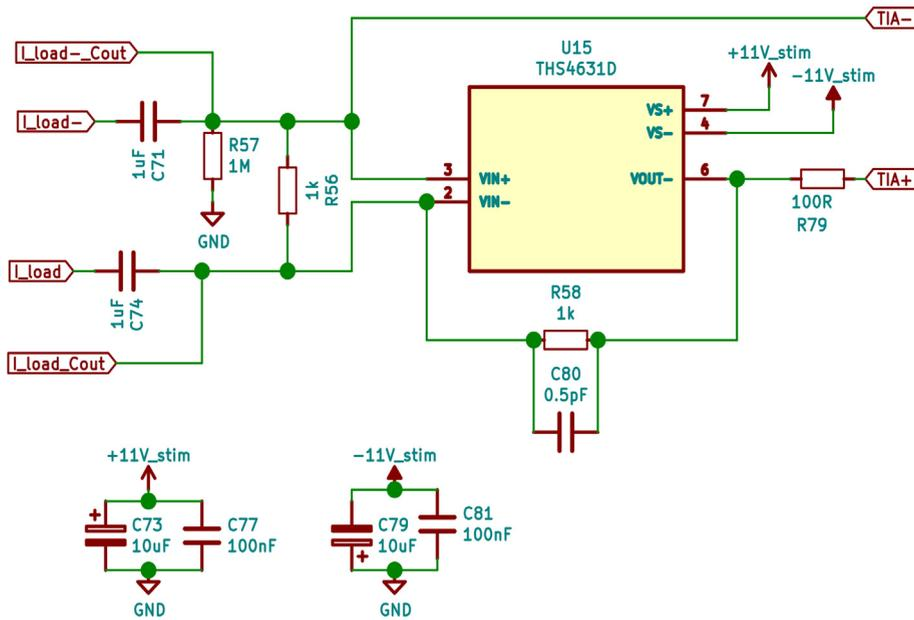 TIA-
I_load-_Cout
U15
THS4631D
+11V_stim
-11V_stim
7
VS+
4
VS-
I_load-
1uF
C71
R57
1M
1k
R56
3
VIN+
2
VIN-
6
VOUT-
TIA+
100R
R79
GND
I_load
1uF
C74
R58
1k
I_load_Cout
C80
0.5pF
+11V_stim
-11V_stim
+
C73
10uF
C77
100nF
C79
10uF
+
C81
100nF
GND
GND